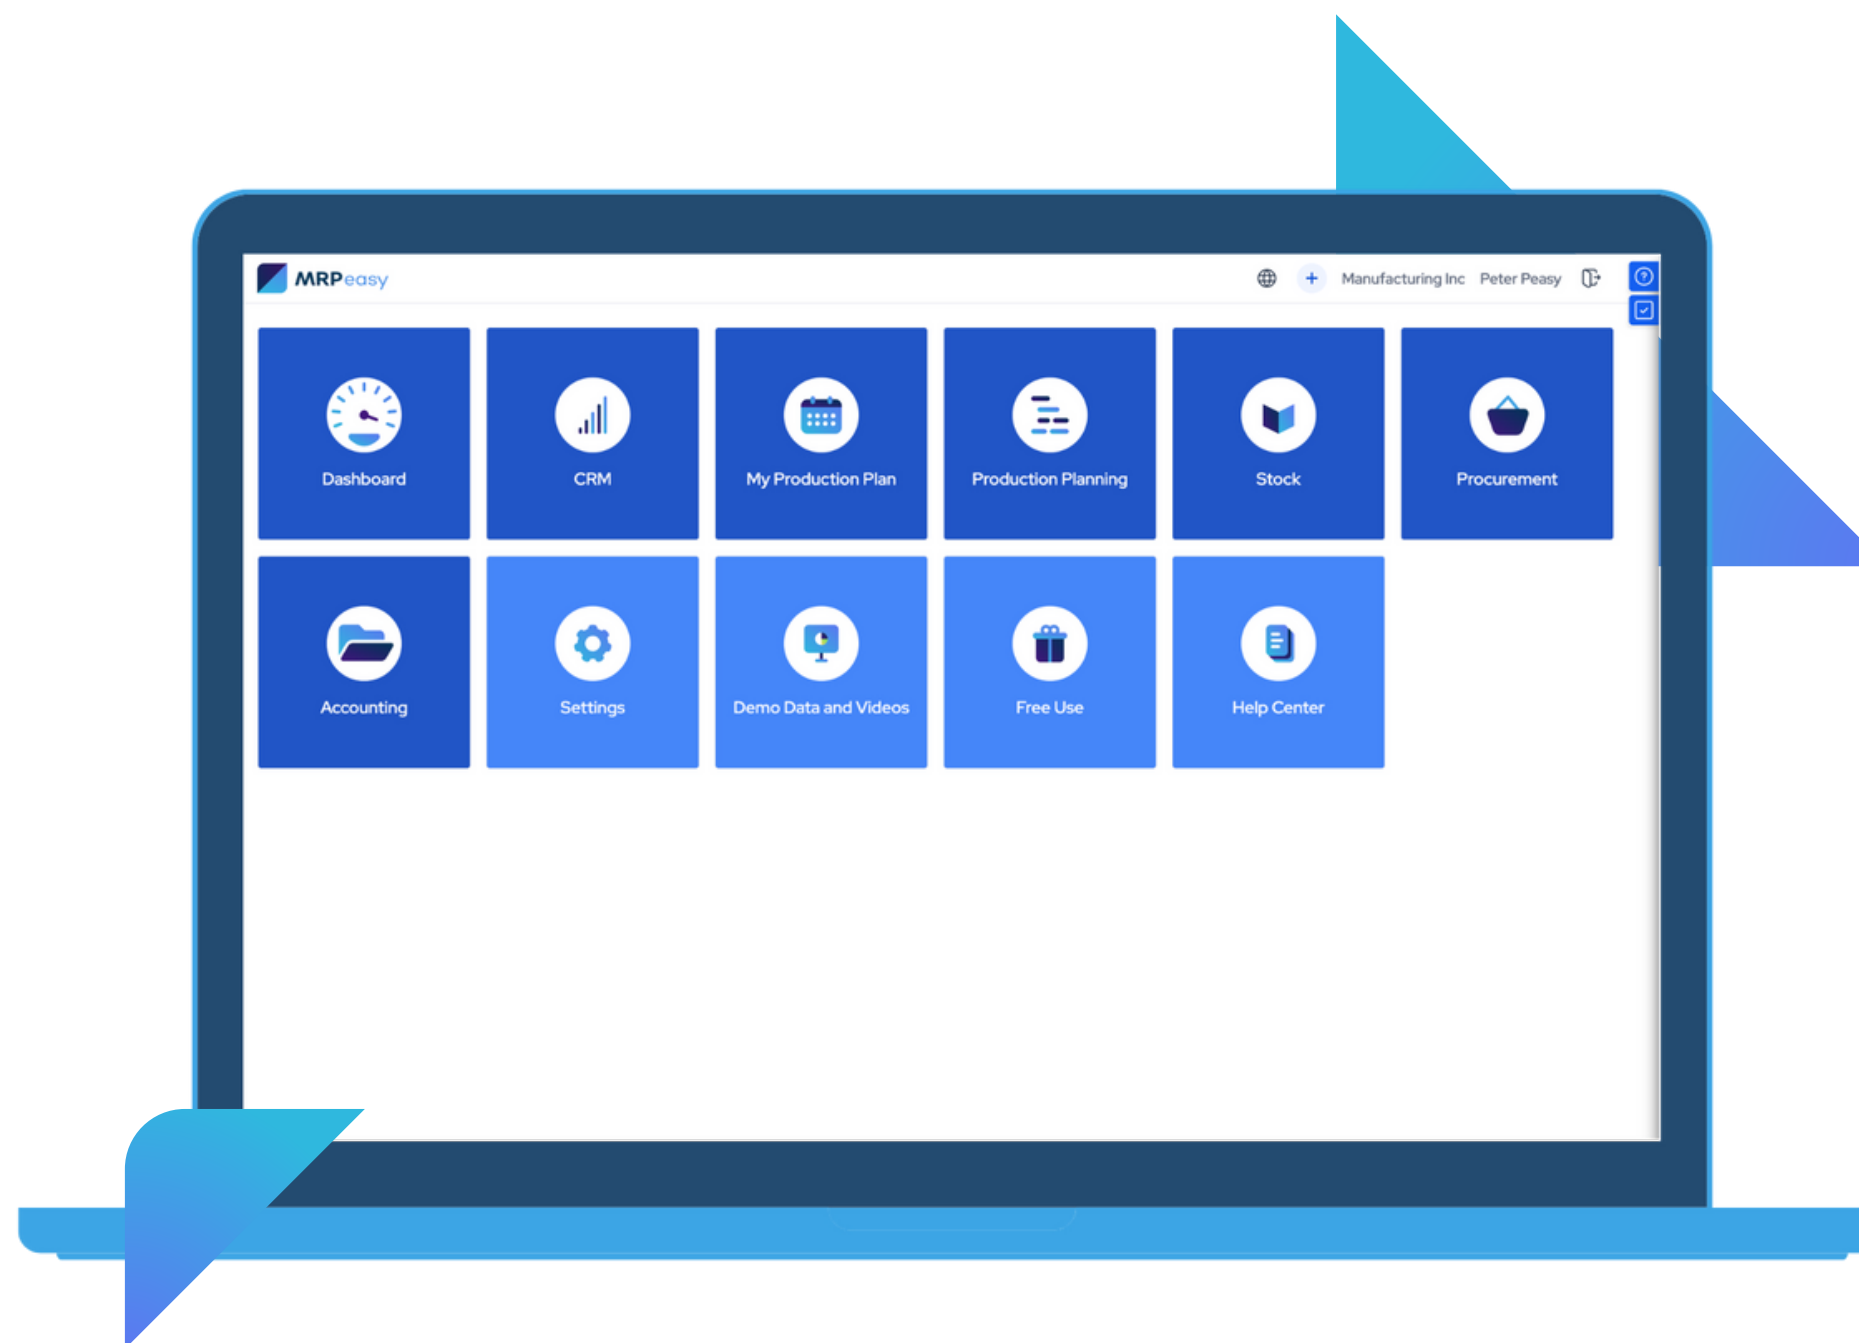 MRPeasy
+ Manufacturing Inc Peter Peasy
Dashboard
CRM
My Production Plan
Production Planning
Stock
Procurement
Accounting
Settings
Demo Data and Videos
Free Use
Help Center